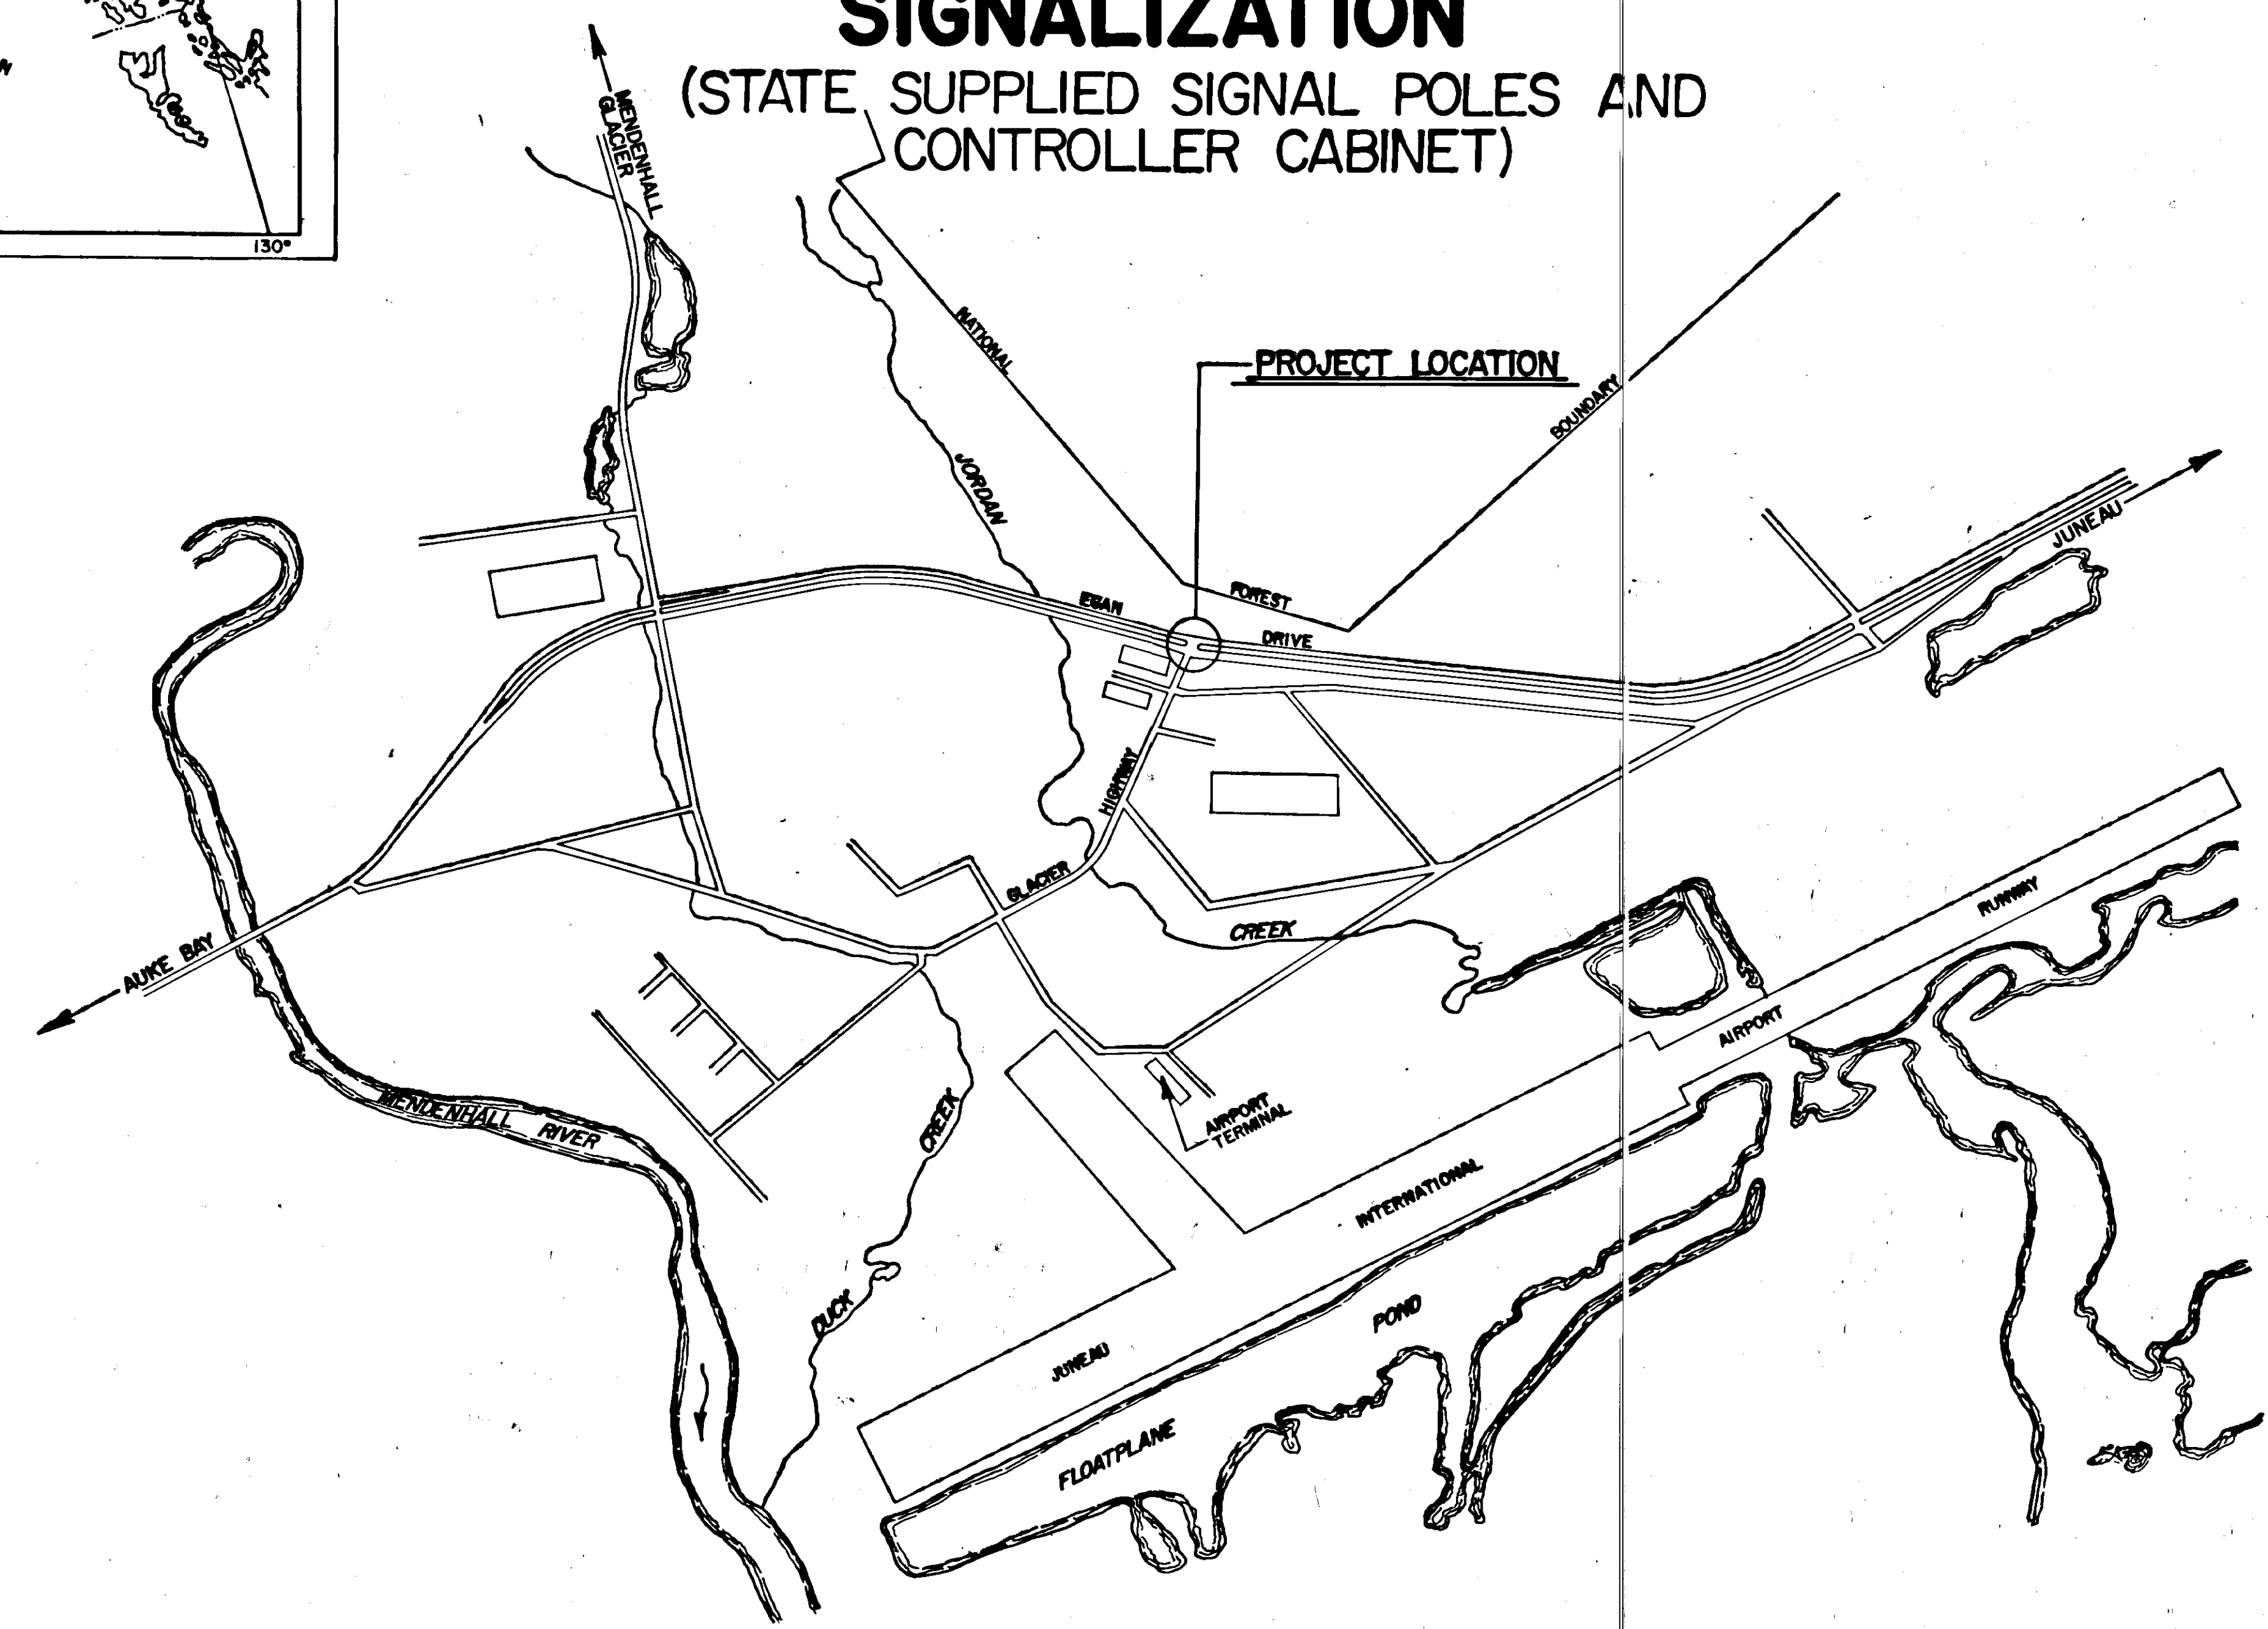 SIGNALIZATION
(STATE SUPPLIED SIGNAL POLES AND
CONTROLLER CABINET)
130°
MENDENHALL
GLACIER
NATIONAL
PROJECT LOCATION
BOUNDARY
JORDAN
JUNEAU
EGAN
FOREST
DRIVE
HIGHWAY
GLACIER
CREEK
AUKE BAY
RUNWAY
AIRPORT
MENDENHALL
RIVER
CREEK
AIRPORT
TERMINAL
INTERNATIONAL
DUCK
POND
JUNEAU
FLOATPLANE